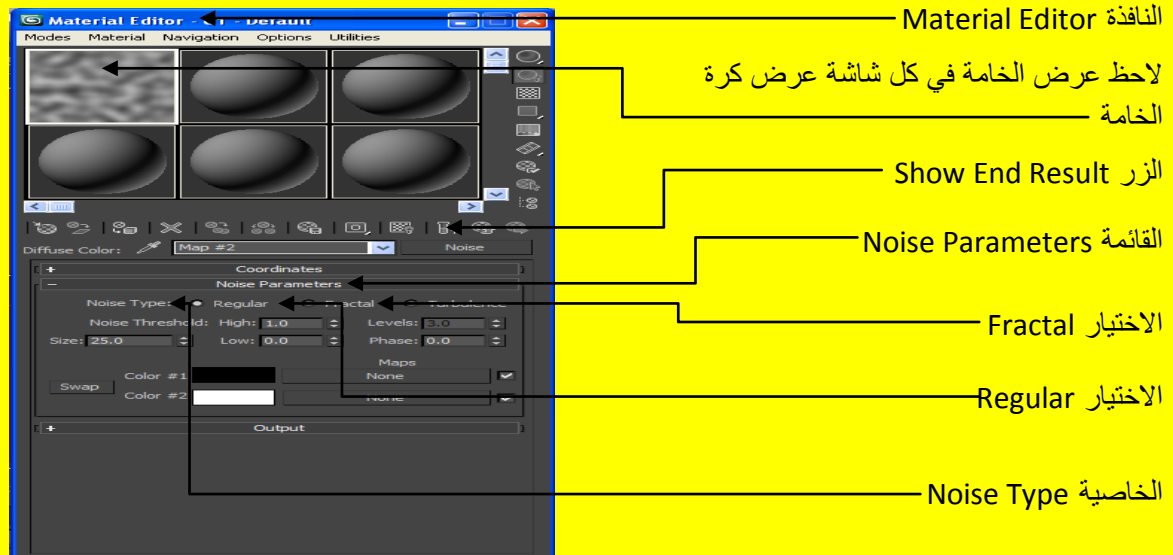 Material Editor - 01 - Default
Modes Material Navigation Options Utilities
Diffuse Color: Map #2 Noise
+ Coordinates
- Noise Parameters
Noise Type: Regular Fractal Turbulence
Noise Threshold: High: 1.0 Levels: 3.0
Size: 25.0 Low: 0.0 Phase: 0.0
Maps
Color #1 None
Swap
Color #2 None
+ Output
النافذة Material Editor
لاحظ عرض الخامة في كل شاشة عرض كرة
الخامة
الزر Show End Result
القائمة Noise Parameters
الاختيار Fractal
الاختيار Regular
الخاصية Noise Type